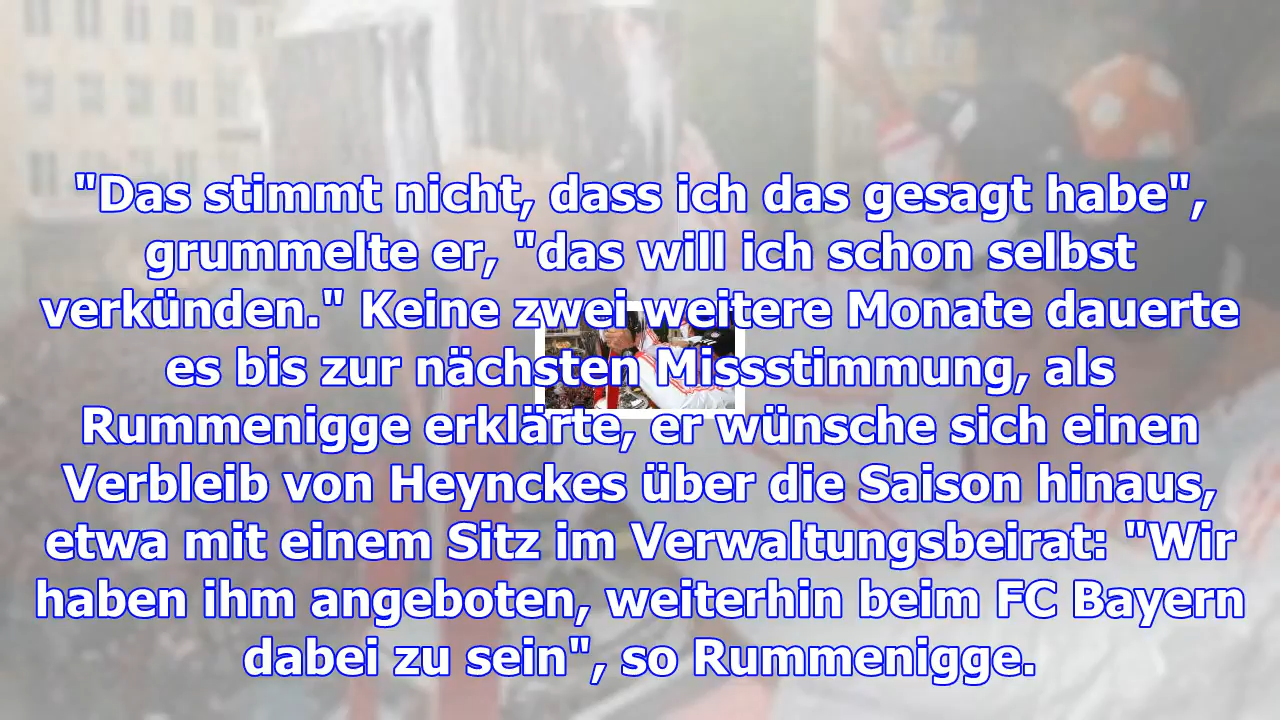 "Das stimmt nicht, dass ich das gesagt habe",
grummelte er, "das will ich schon selbst
verkünden." Keine zwei weitere Monate dauerte
es bis zur nächsten Missstimmung, als
Rummenigge erklärte, er wünsche sich einen
Verbleib von Heynckes über die Saison hinaus,
etwa mit einem Sitz im Verwaltungsbeirat: "Wir
haben ihm angeboten, weiterhin beim FC Bayern
dabei zu sein", so Rummenigge.